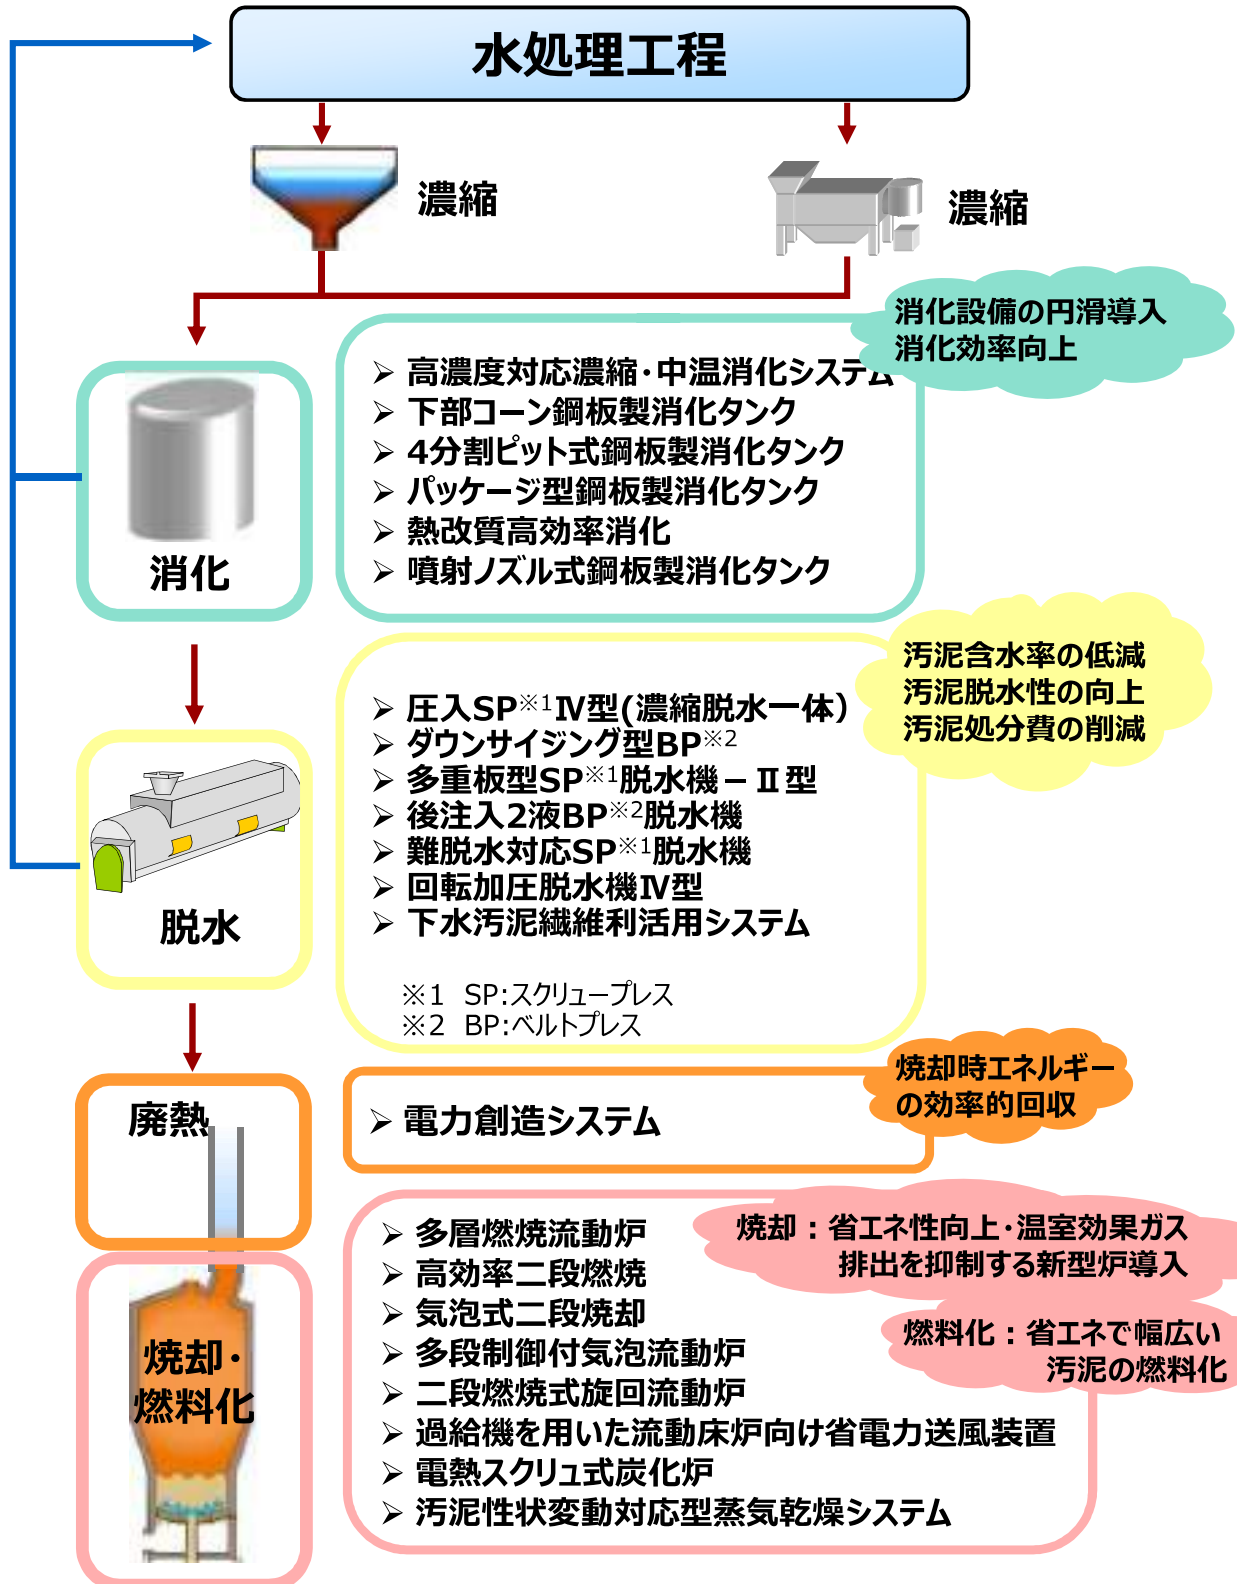 水処理工程
濃縮
濃縮
消化設備の円滑導入
消化効率向上
➢ 高濃度対応濃縮・中温消化システム
➢ 下部コーン鋼板製消化タンク
➢ 4分割ピット式鋼板製消化タンク
➢ パッケージ型鋼板製消化タンク
➢ 熱改質高効率消化
➢ 噴射ノズル式鋼板製消化タンク
消化
汚泥含水率の低減
汚泥脱水性の向上
汚泥処分費の削減
➢ 圧入SP※1Ⅳ型(濃縮脱水一体）
➢ ダウンサイジング型BP※2
➢ 多重板型SP※1脱水機－Ⅱ型
➢ 後注入2液BP※2脱水機
➢ 難脱水対応SP※1脱水機
➢ 回転加圧脱水機Ⅳ型
➢ 下水汚泥繊維利活用システム
脱水
※1 SP:スクリュープレス
※2 BP:ベルトプレス
焼却時エネルギー
の効率的回収
廃熱
➢ 電力創造システム
焼却：省エネ性向上・温室効果ガス
排出を抑制する新型炉導入
燃料化：省エネで幅広い
汚泥の燃料化
➢ 多層燃焼流動炉
➢ 高効率二段燃焼
➢ 気泡式二段焼却
➢ 多段制御付気泡流動炉
➢ 二段燃焼式旋回流動炉
➢ 過給機を用いた流動床炉向け省電力送風装置
➢ 電熱スクリュ式炭化炉
➢ 汚泥性状変動対応型蒸気乾燥システム
焼却・
燃料化